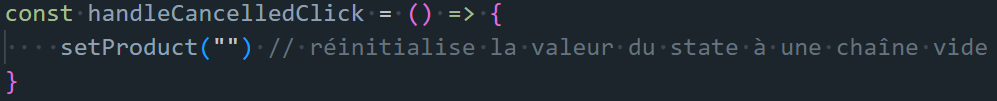 const handleCancelledClick = () => {
    setProduct("") // réinitialise la valeur du state à une chaîne vide
}